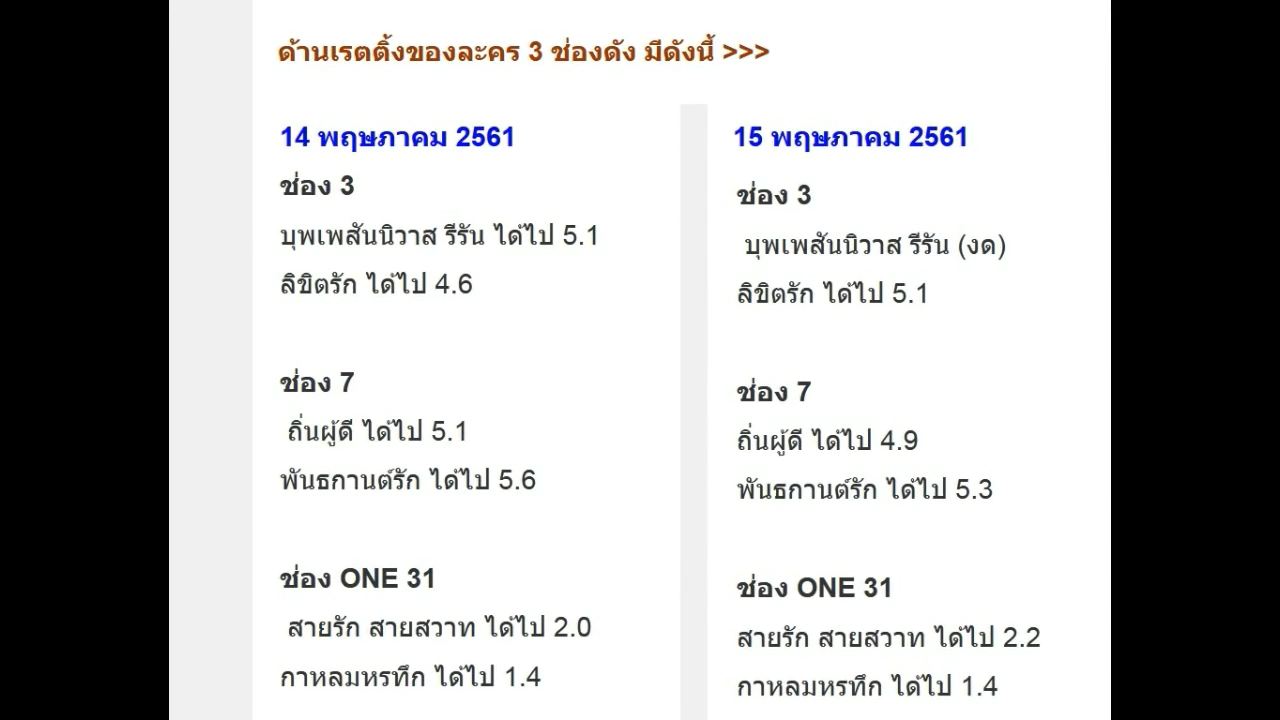 ด้านเรตติ้งของละคร 3 ช่องดัง มีดังนี้ >>>
14 พฤษภาคม 2561
ช่อง 3
บุพเพสันนิวาส รีรัน ได้ไป 5.1
ลิขิตรัก ได้ไป 4.6
ช่อง 7
ถิ่นผู้ดี ได้ไป 5.1
พันธกานต์รัก ได้ไป 5.6
ช่อง ONE 31
สายรัก สายสวาท ได้ไป 2.0
กาหลมหรทึก ได้ไป 1.4
15 พฤษภาคม 2561
ช่อง 3
บุพเพสันนิวาส รีรัน (งด)
ลิขิตรัก ได้ไป 5.1
ช่อง 7
ถิ่นผู้ดี ได้ไป 4.9
พันธกานต์รัก ได้ไป 5.3
ช่อง ONE 31
สายรัก สายสวาท ได้ไป 2.2
กาหลมหรทึก ได้ไป 1.4